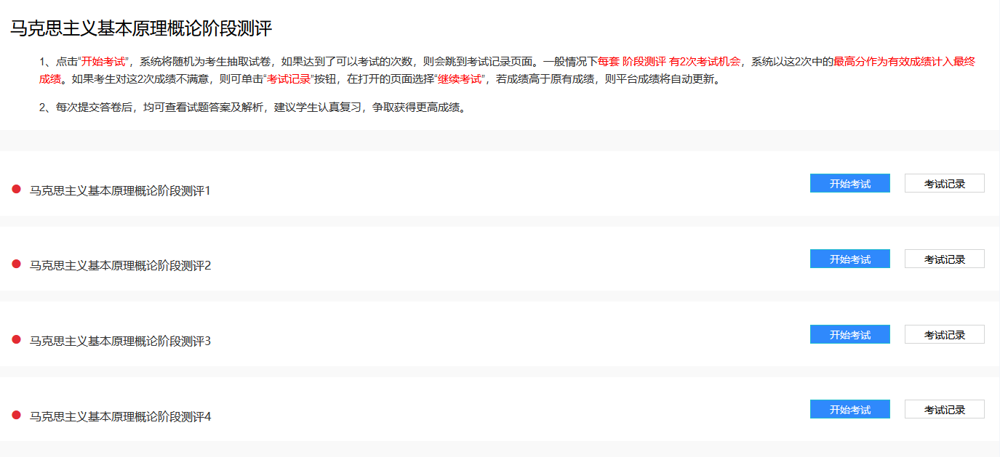 马克思主义基本原理概论阶段测评
1、点击“开始考试”，系统将随机为考生抽取试卷，如果达到了可以考试的次数，则会跳到考试记录页面。一般情况下每套 阶段测评 有2次考试机会，系统以这2次中的最高分作为有效成绩计入最终
成绩。如果考生对这2次成绩不满意，则可单击“考试记录”按钮，在打开的页面选择“继续考试”，若成绩高于原有成绩，则平台成绩将自动更新。
2、每次提交答卷后，均可查看试题答案及解析，建议学生认真复习，争取获得更高成绩。
马克思主义基本原理概论阶段测评1 开始考试 考试记录
马克思主义基本原理概论阶段测评2 开始考试 考试记录
马克思主义基本原理概论阶段测评3 开始考试 考试记录
马克思主义基本原理概论阶段测评4 开始考试 考试记录